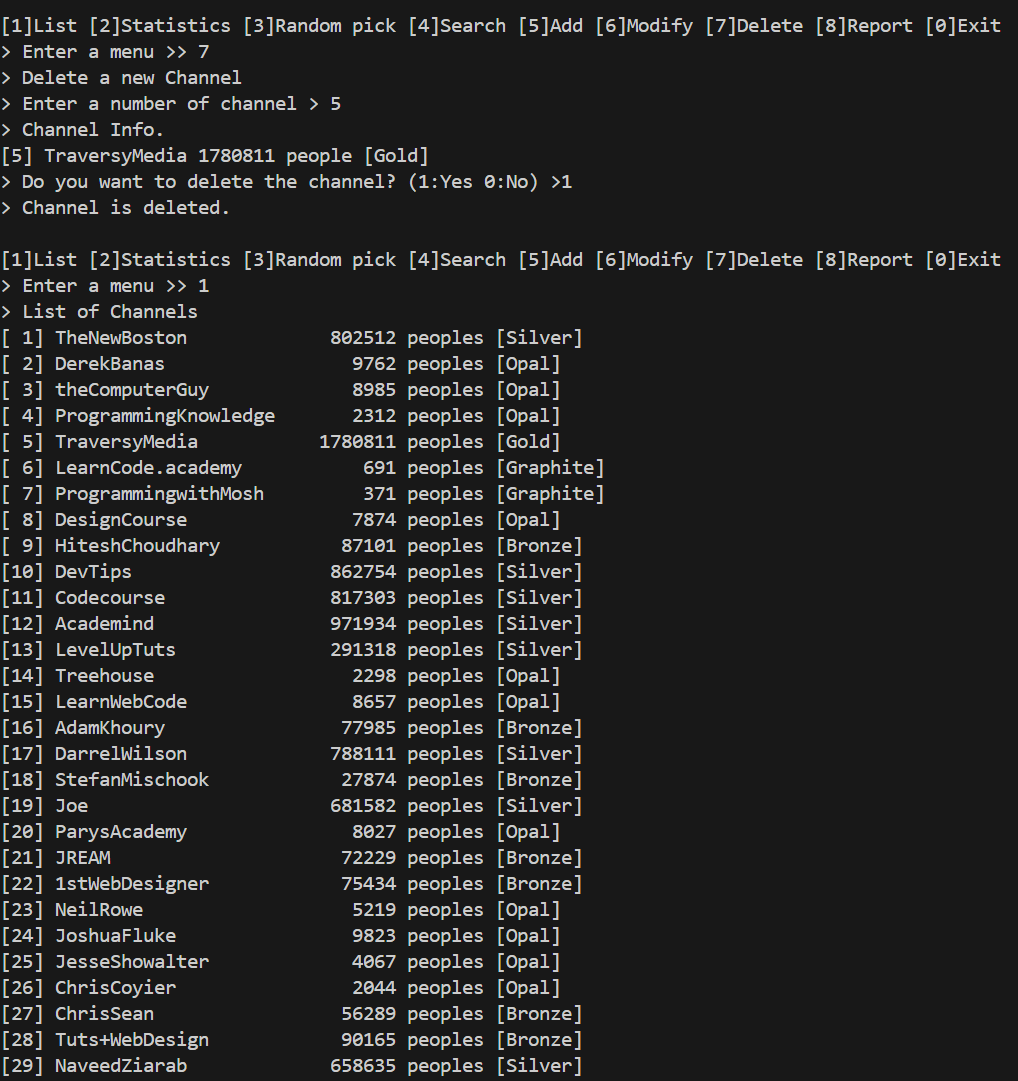 [1]List [2]Statistics [3]Random pick [4]Search [5]Add [6]Modify [7]Delete [8]Report [0]Exit
> Enter a menu >> 7
> Delete a new Channel
> Enter a number of channel > 5
> Channel Info.
[5] TraversyMedia 1780811 people [Gold]
> Do you want to delete the channel? (1:Yes 0:No) >1
> Channel is deleted.
[1]List [2]Statistics [3]Random pick [4]Search [5]Add [6]Modify [7]Delete [8]Report [0]Exit
> Enter a menu >> 1
> List of Channels
[ 1] TheNewBoston             802512 peoples [Silver]
[ 2] DerekBanas                 9762 peoples [Opal]
[ 3] theComputerGuy             8985 peoples [Opal]
[ 4] ProgrammingKnowledge       2312 peoples [Opal]
[ 5] TraversyMedia           1780811 peoples [Gold]
[ 6] LearnCode.academy           691 peoples [Graphite]
[ 7] ProgrammingwithMosh         371 peoples [Graphite]
[ 8] DesignCourse               7874 peoples [Opal]
[ 9] HiteshChoudhary           87101 peoples [Bronze]
[10] DevTips                  862754 peoples [Silver]
[11] Codecourse               817303 peoples [Silver]
[12] Academind                971934 peoples [Silver]
[13] LevelUpTuts              291318 peoples [Silver]
[14] Treehouse                  2298 peoples [Opal]
[15] LearnWebCode               8657 peoples [Opal]
[16] AdamKhoury                77985 peoples [Bronze]
[17] DarrelWilson             788111 peoples [Silver]
[18] StefanMischook            27874 peoples [Bronze]
[19] Joe                      681582 peoples [Silver]
[20] ParysAcademy               8027 peoples [Opal]
[21] JREAM                     72229 peoples [Bronze]
[22] 1stWebDesigner            75434 peoples [Bronze]
[23] NeilRowe                   5219 peoples [Opal]
[24] JoshuaFluke                9823 peoples [Opal]
[25] JesseShowalter             4067 peoples [Opal]
[26] ChrisCoyier                2044 peoples [Opal]
[27] ChrisSean                 56289 peoples [Bronze]
[28] Tuts+WebDesign            90165 peoples [Bronze]
[29] NaveedZiarab             658635 peoples [Silver]